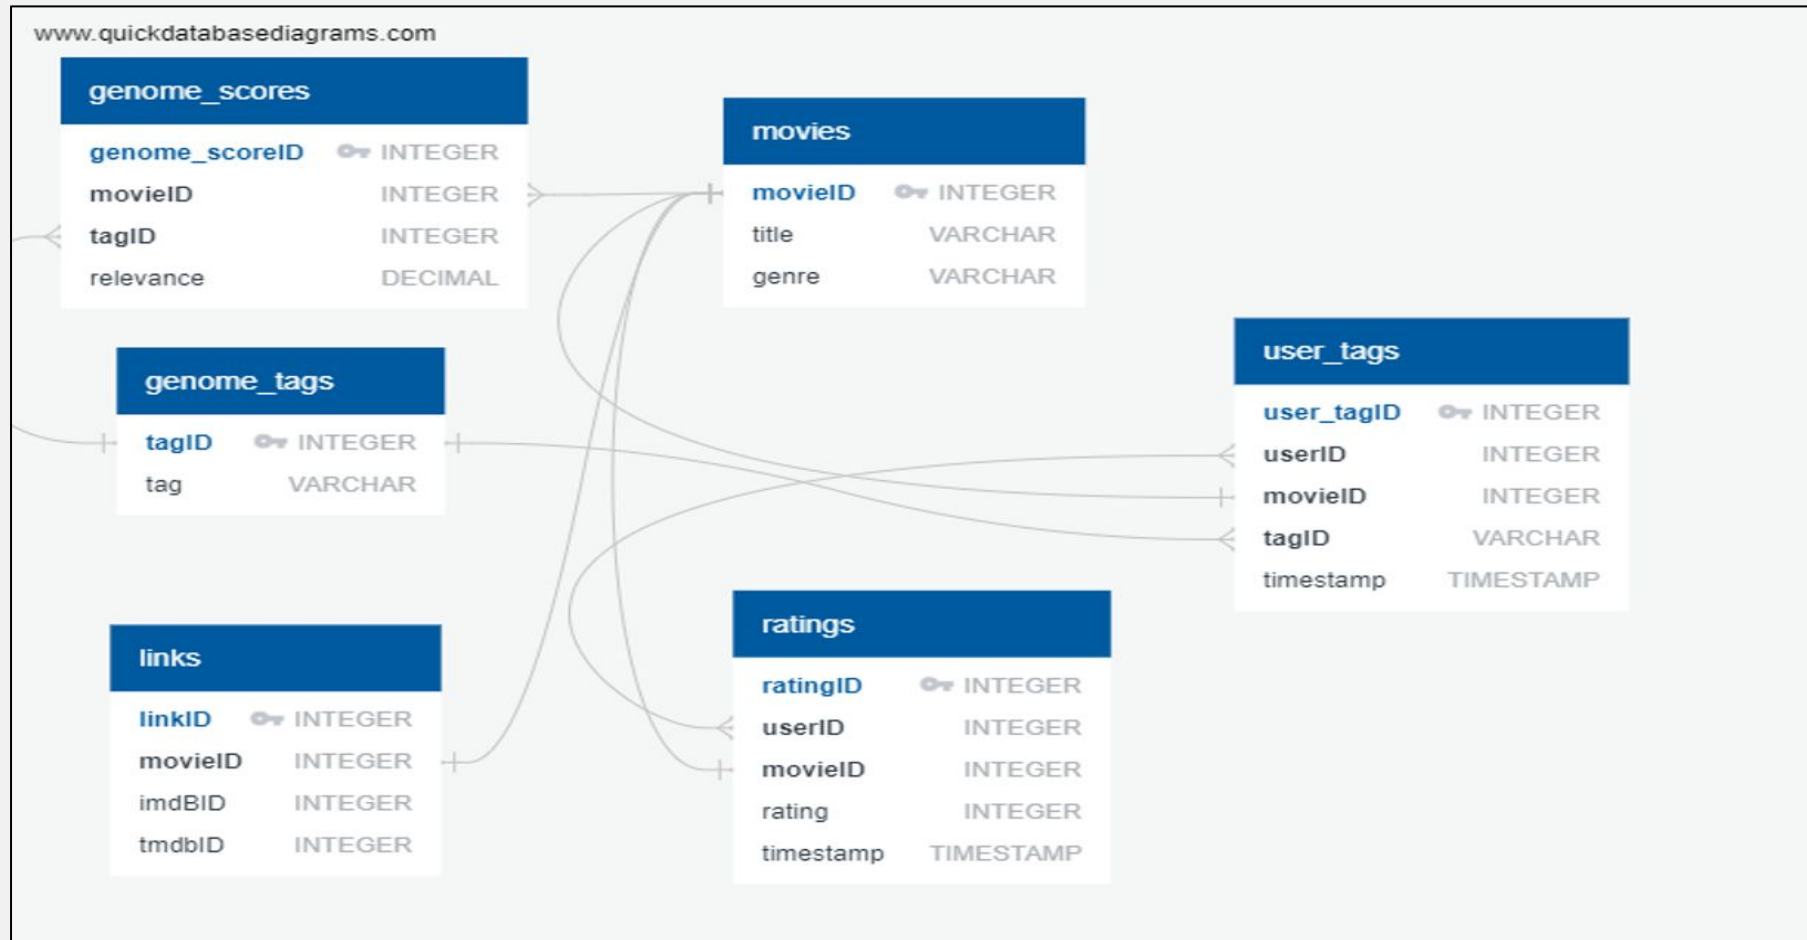 www.quickdatabasediagrams.com
genome_scores
genome_scoreID INTEGER
movieID INTEGER
tagID INTEGER
relevance DECIMAL
movies
movieID INTEGER
title VARCHAR
genre VARCHAR
genome_tags
tagID INTEGER
tag VARCHAR
user_tags
user_tagID INTEGER
userID INTEGER
movieID INTEGER
tagID VARCHAR
timestamp TIMESTAMP
links
linkID INTEGER
movieID INTEGER
imdBID INTEGER
tmdbID INTEGER
ratings
ratingID INTEGER
userID INTEGER
movieID INTEGER
rating INTEGER
timestamp TIMESTAMP